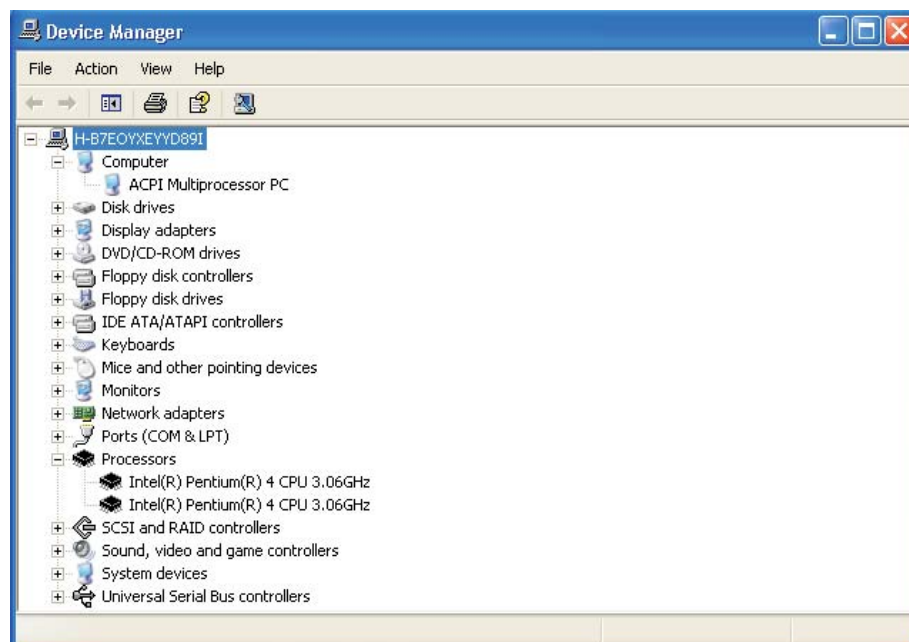 Device Manager
File Action View Help
H-B7EOYXEYYD89I
Computer
ACPI Multiprocessor PC
Disk drives
Display adapters
DVD/CD-ROM drives
Floppy disk controllers
Floppy disk drives
IDE ATA/ATAPI controllers
Keyboards
Mice and other pointing devices
Monitors
Network adapters
Ports (COM & LPT)
Processors
Intel(R) Pentium(R) 4 CPU 3.06GHz
Intel(R) Pentium(R) 4 CPU 3.06GHz
SCSI and RAID controllers
Sound, video and game controllers
System devices
Universal Serial Bus controllers